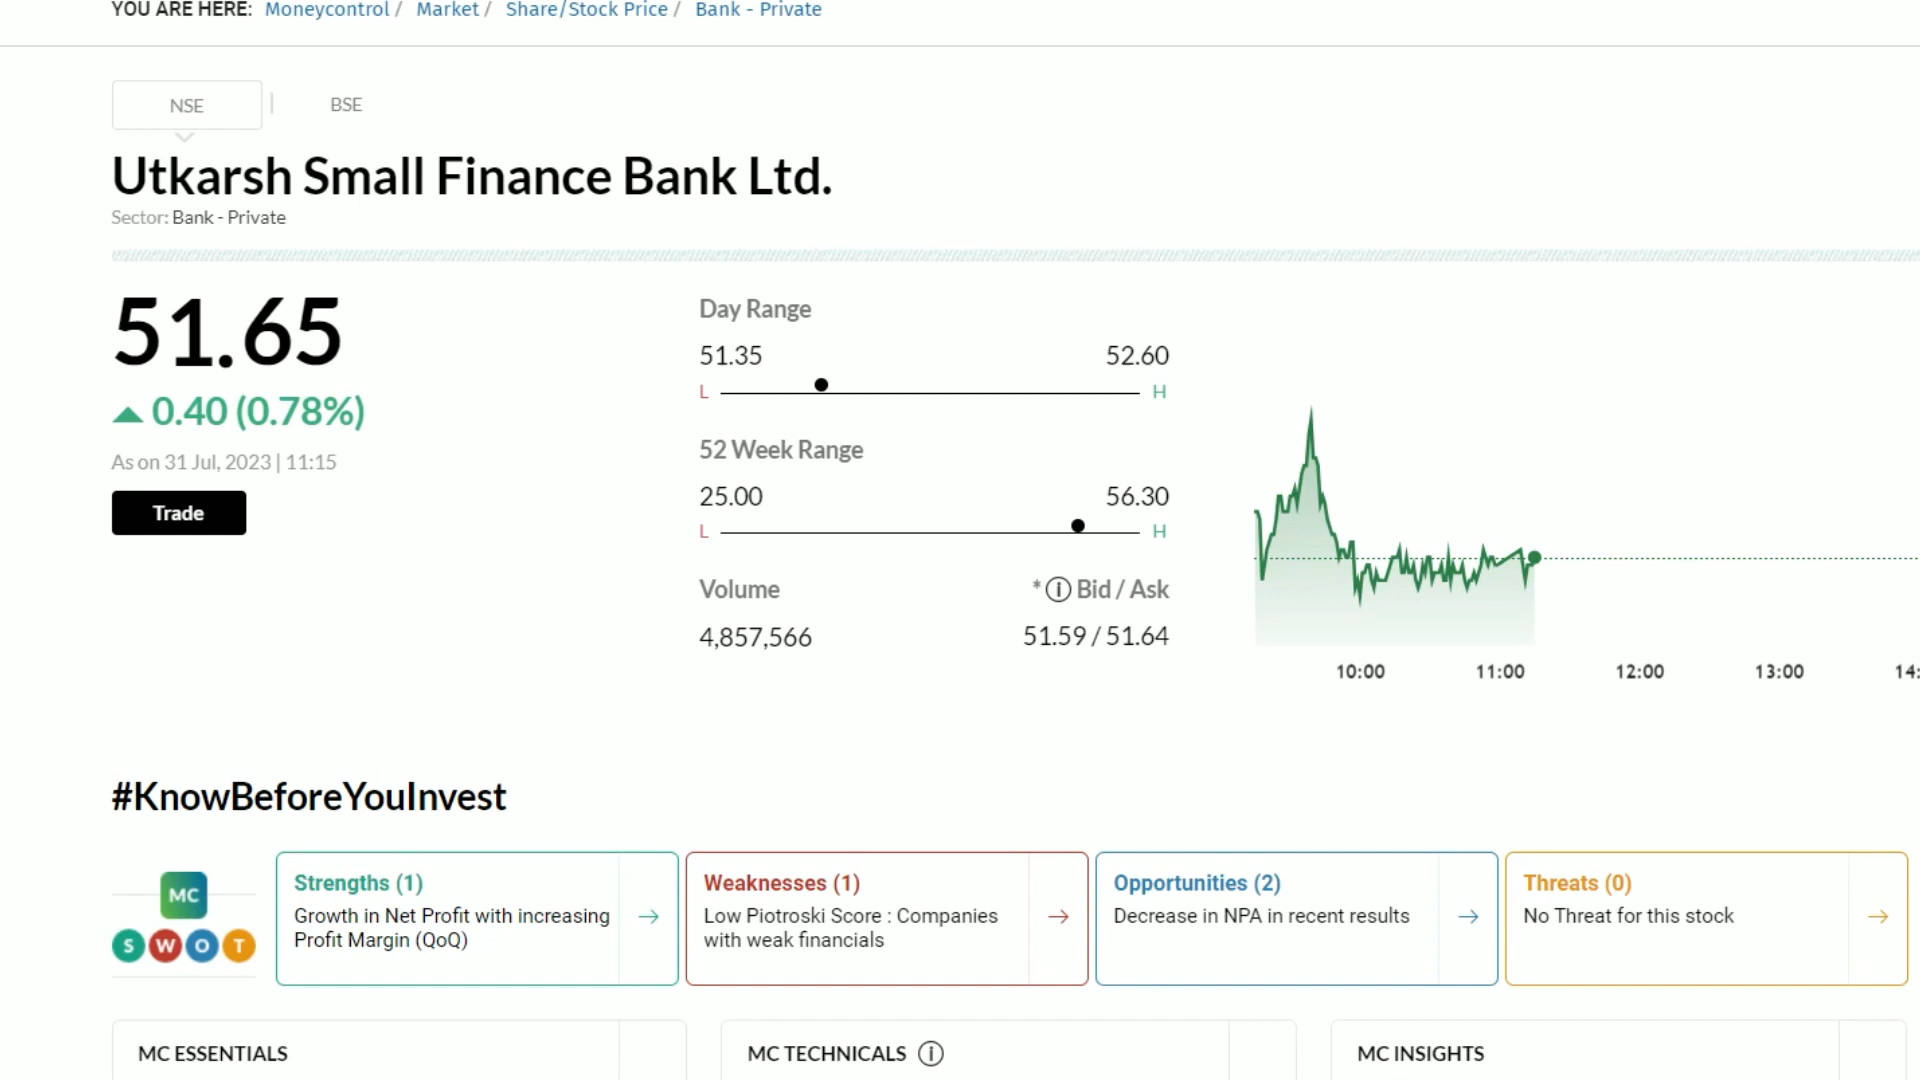 YOU ARE HERE: Moneycontrol / Market / Share/Stock Price / Bank - Private
NSE | BSE
Utkarsh Small Finance Bank Ltd.
Sector: Bank - Private
51.65
0.40 (0.78%)
As on 31 Jul, 2023 | 11:15
Trade
Day Range
51.35 52.60
L H
52 Week Range
25.00 56.30
L H
Volume * i Bid / Ask
4,857,566 51.59 / 51.64
10:00 11:00 12:00 13:00 14:
#KnowBeforeYouInvest
MC
S W O T
Strengths (1)
Growth in Net Profit with increasing
Profit Margin (QoQ)
Weaknesses (1)
Low Piotroski Score : Companies
with weak financials
Opportunities (2)
Decrease in NPA in recent results
Threats (0)
No Threat for this stock
MC ESSENTIALS
MC TECHNICALS i
MC INSIGHTS